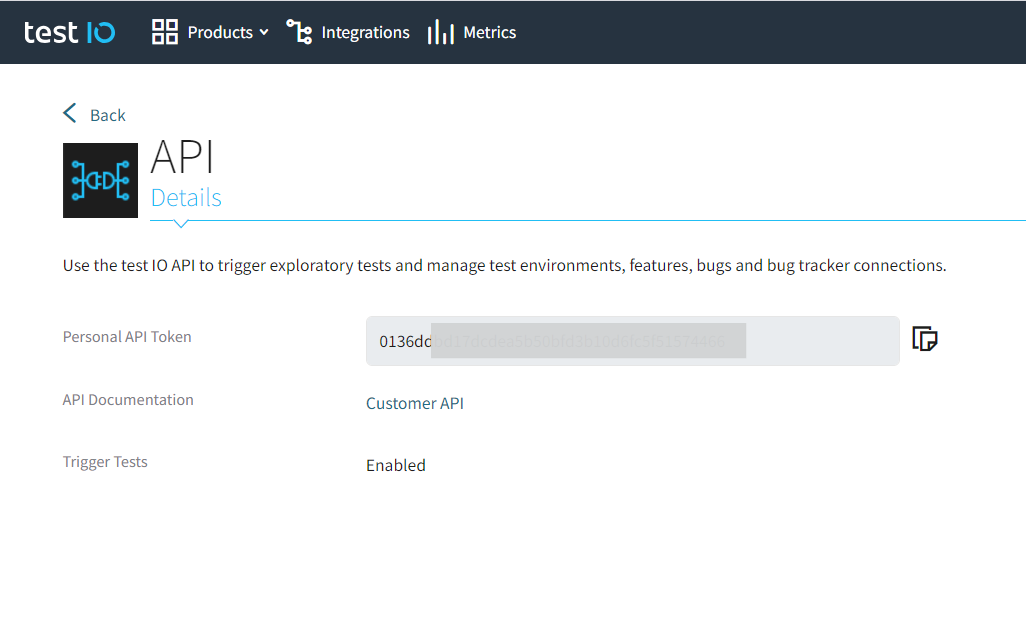 test IO
Products
Integrations
Metrics
Back
API
Details
Use the test IO API to trigger exploratory tests and manage test environments, features, bugs and bug tracker connections.
Personal API Token
0136dd
API Documentation
Customer API
Trigger Tests
Enabled